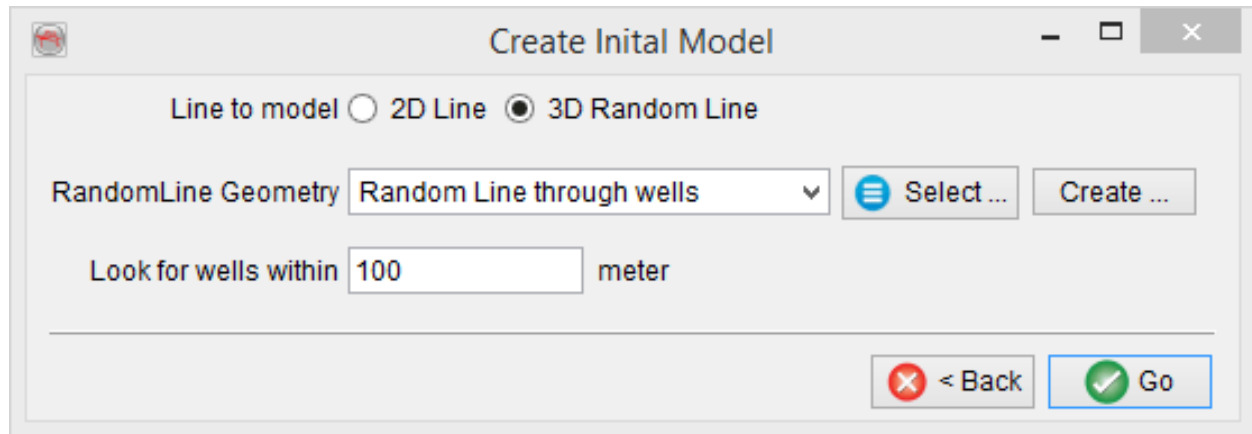 Create Inital Model
Line to model 2D Line 3D Random Line
RandomLine Geometry Random Line through wells Select ... Create ...
Look for wells within 100 meter
< Back Go